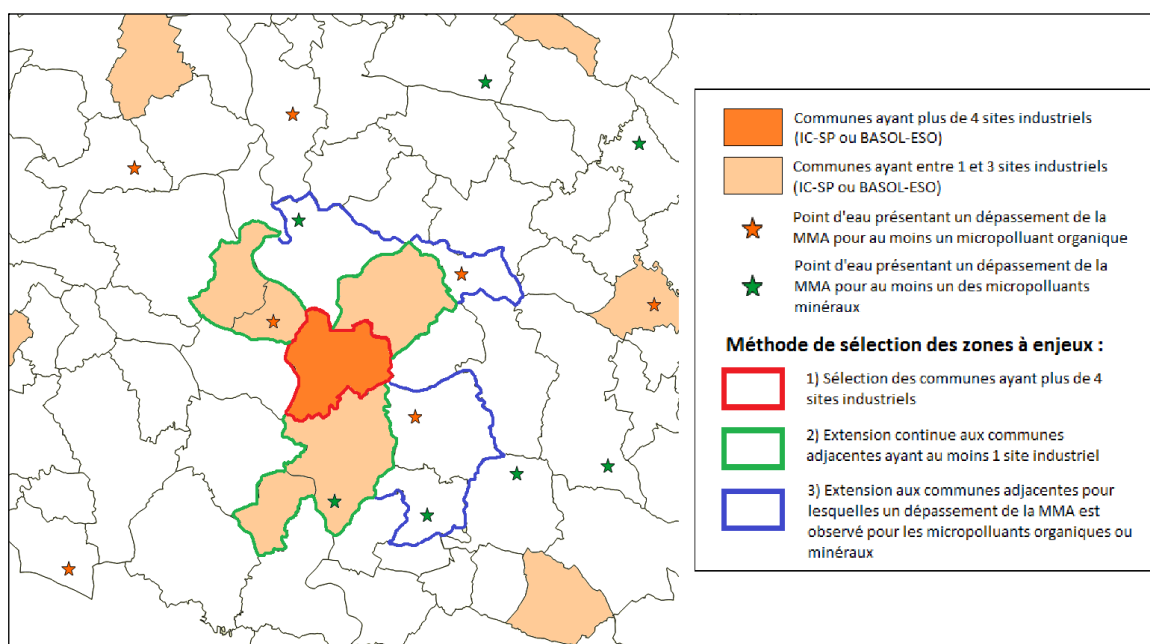 Communes ayant plus de 4 sites industriels
(IC-SP ou BASOL-ESO)
Communes ayant entre 1 et 3 sites industriels
(IC-SP ou BASOL-ESO)
Point d'eau présentant un dépassement de la
MMA pour au moins un micropolluant organique
Point d'eau présentant un dépassement de la
MMA pour au moins un des micropolluants
minéraux
Méthode de sélection des zones à enjeux :
1) Sélection des communes ayant plus de 4
sites industriels
2) Extension continue aux communes
adjacentes ayant au moins 1 site industriel
3) Extension aux communes adjacentes pour
lesquelles un dépassement de la MMA est
observé pour les micropolluants organiques ou
minéraux